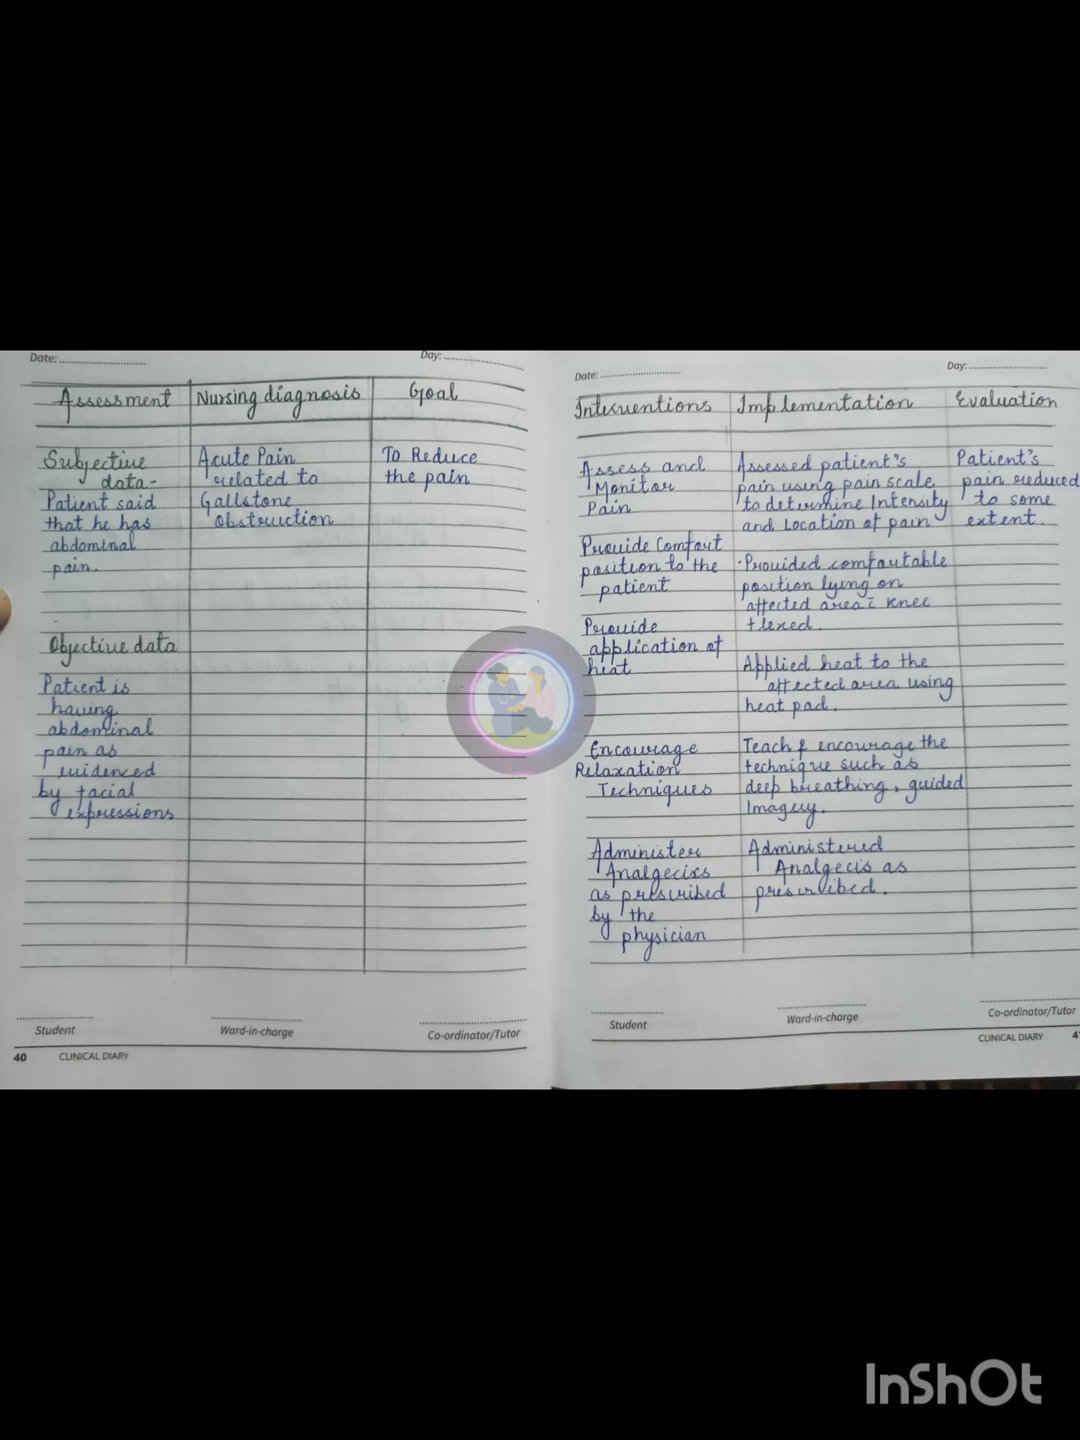 Date: ..............................
Day: ...........................
Assessment
Nursing diagnosis
Goal
Subjective
data-
Patient said
that he has
abdominal
pain.
Objective data
Patient is
having
abdominal
pain as
evidenced
by facial
expressions
Acute Pain
related to
Gallstone
Obstruction
To Reduce
the pain
Student
Ward-in-charge
Co-ordinator/Tutor
40 CLINICAL DIARY
Date: ..............................
Day: ...........................
Interventions
Implementation
Evaluation
Assess and
Monitor
Pain
Provide Comfort
position to the
patient
Provide
application of
heat
Encourage
Relaxation
Techniques
Administer
Analgecics
as prescribed
by the
physician
Assessed patient's
pain using pain scale
to determine Intensity
and Location of pain
·Provided comfortable
position lying on
affected area c̄ knee
flexed.
Applied heat to the
affected area using
heat pad.
Teach & encourage the
technique such as
deep breathing, guided
Imagery.
Administered
Analgecis as
prescribed.
Patient's
pain reduced
to some
extent.
Student
Ward-in-charge
Co-ordinator/Tutor
CLINICAL DIARY
InShOt